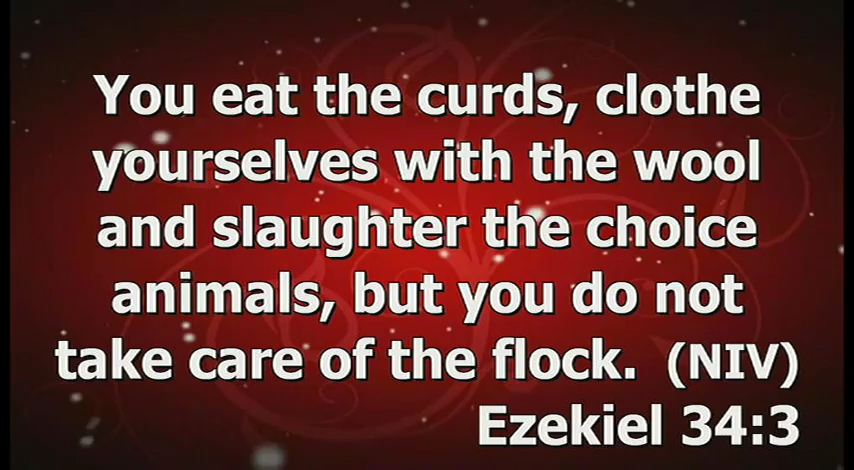 You eat the curds, clothe
yourselves with the wool
and slaughter the choice
animals, but you do not
take care of the flock.  (NIV)
Ezekiel 34:3